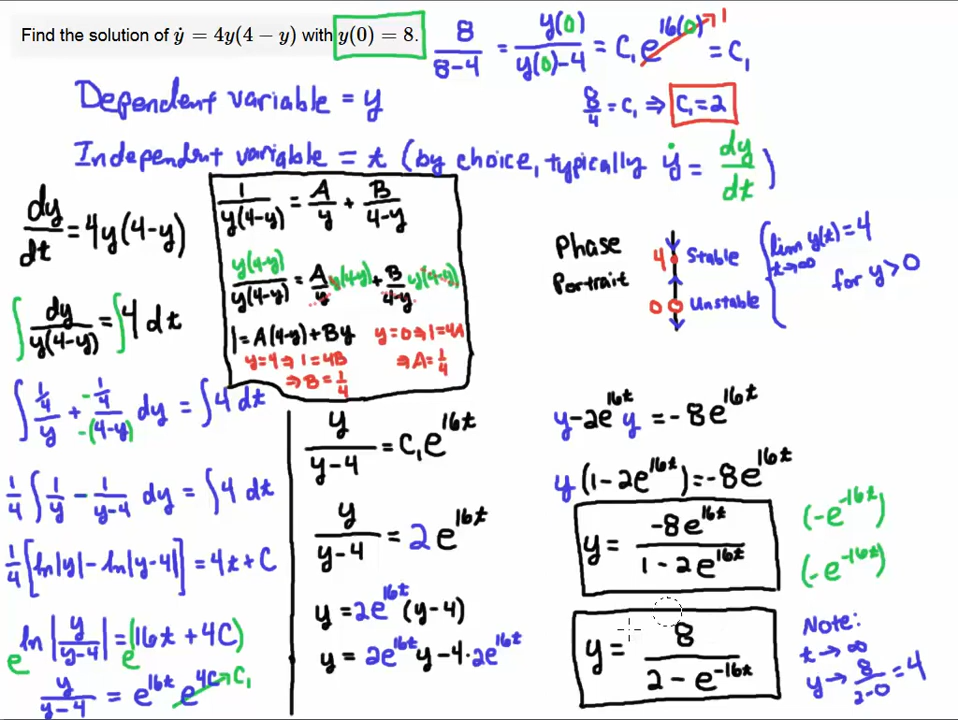 Find the solution of ẏ = 4y(4 − y) with y(0) = 8.
8/(8-4) = y(0)/(y(0)-4) = C₁ e^(16(0)) → 1 = C₁
8/4 = C₁ ⇒ C₁ = 2
Dependent variable = y
Independent variable = t (by choice, typically ẏ = dy/dt)
dy/dt = 4y(4-y)
∫ dy/(y(4-y)) = ∫ 4 dt
∫ (1/4)/y + (-1/4)/(-(4-y)) dy = ∫ 4 dt
1/4 ∫ 1/y - 1/(y-4) dy = ∫ 4 dt
1/4 [ln|y| - ln|y-4|] = 4t + C
e^(ln|y/(y-4)|) = e^(16t + 4C)
y/(y-4) = e^(16t) e^(4C) → C₁
1/(y(4-y)) = A/y + B/(4-y)
y(4-y)/(y(4-y)) = A/y y(4-y) + B/(4-y) y(4-y)
1 = A(4-y) + By
y=4 ⇒ 1=4B
⇒ B=1/4
y=0 ⇒ 1=4A
⇒ A=1/4
y/(y-4) = C₁ e^(16t)
y/(y-4) = 2 e^(16t)
y = 2e^(16t) (y-4)
y = 2e^(16t) y - 4·2e^(16t)
Phase
Portrait
4 Stable
0 Unstable
lim t→∞ y(t) = 4
for y > 0
y - 2e^(16t) y = -8e^(16t)
y(1-2e^(16t)) = -8e^(16t)
y = -8e^(16t)/(1-2e^(16t))
(-e^(-16t))
(-e^(-16t))
y = 8/(2-e^(-16t))
Note:
t → ∞
y → 8/(2-0) = 4